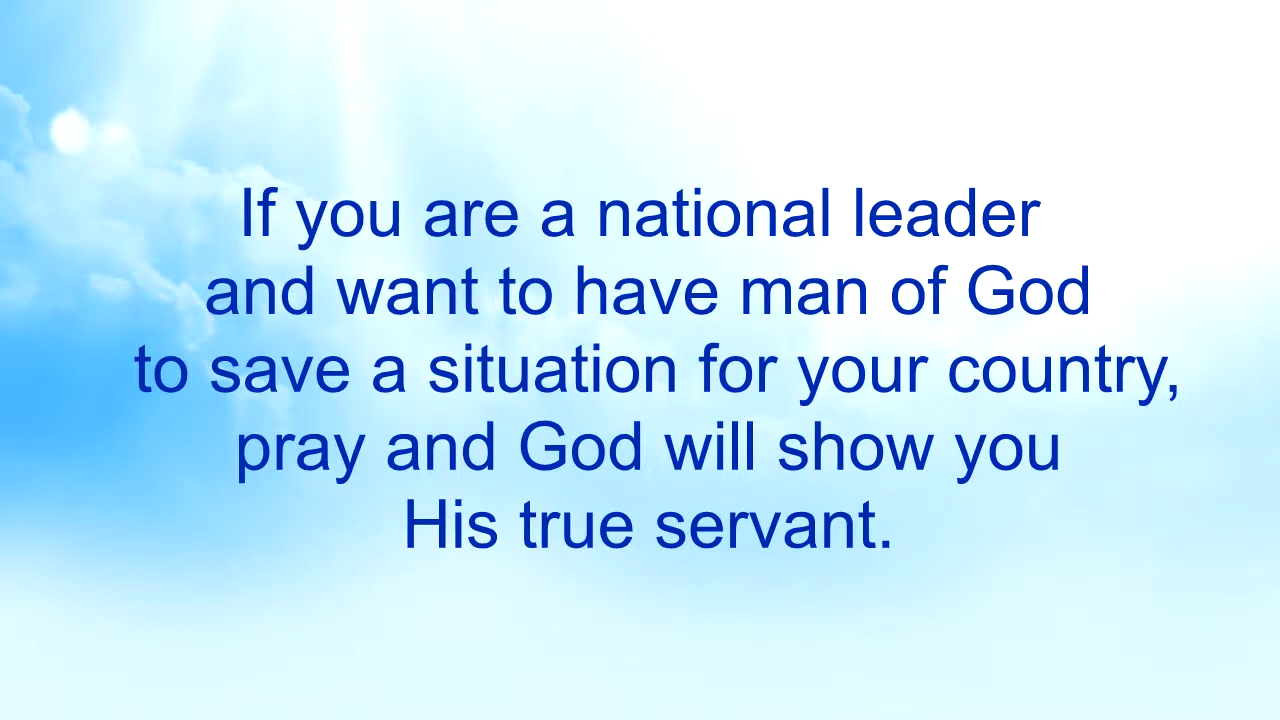 If you are a national leader
and want to have man of God
to save a situation for your country,
pray and God will show you
His true servant.